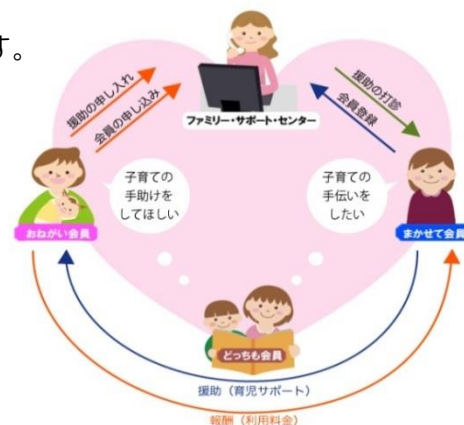 す。
援助の申し入れ
会員の申し込み
援助の打診
会員登録
ファミリー・サポート・センター
子育ての
手助けを
してほしい
子育ての
手伝いを
したい
おねがい会員
まかせて会員
どっちも会員
援助（育児サポート）
報酬（利用料金）